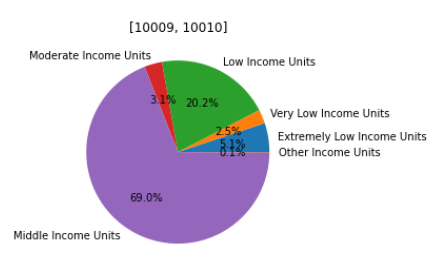 [10009, 10010]
Moderate Income Units
Low Income Units
3.1%
20.2%
Very Low Income Units
2.5%
Extremely Low Income Units
5.1%
Other Income Units
0.1%
69.0%
Middle Income Units